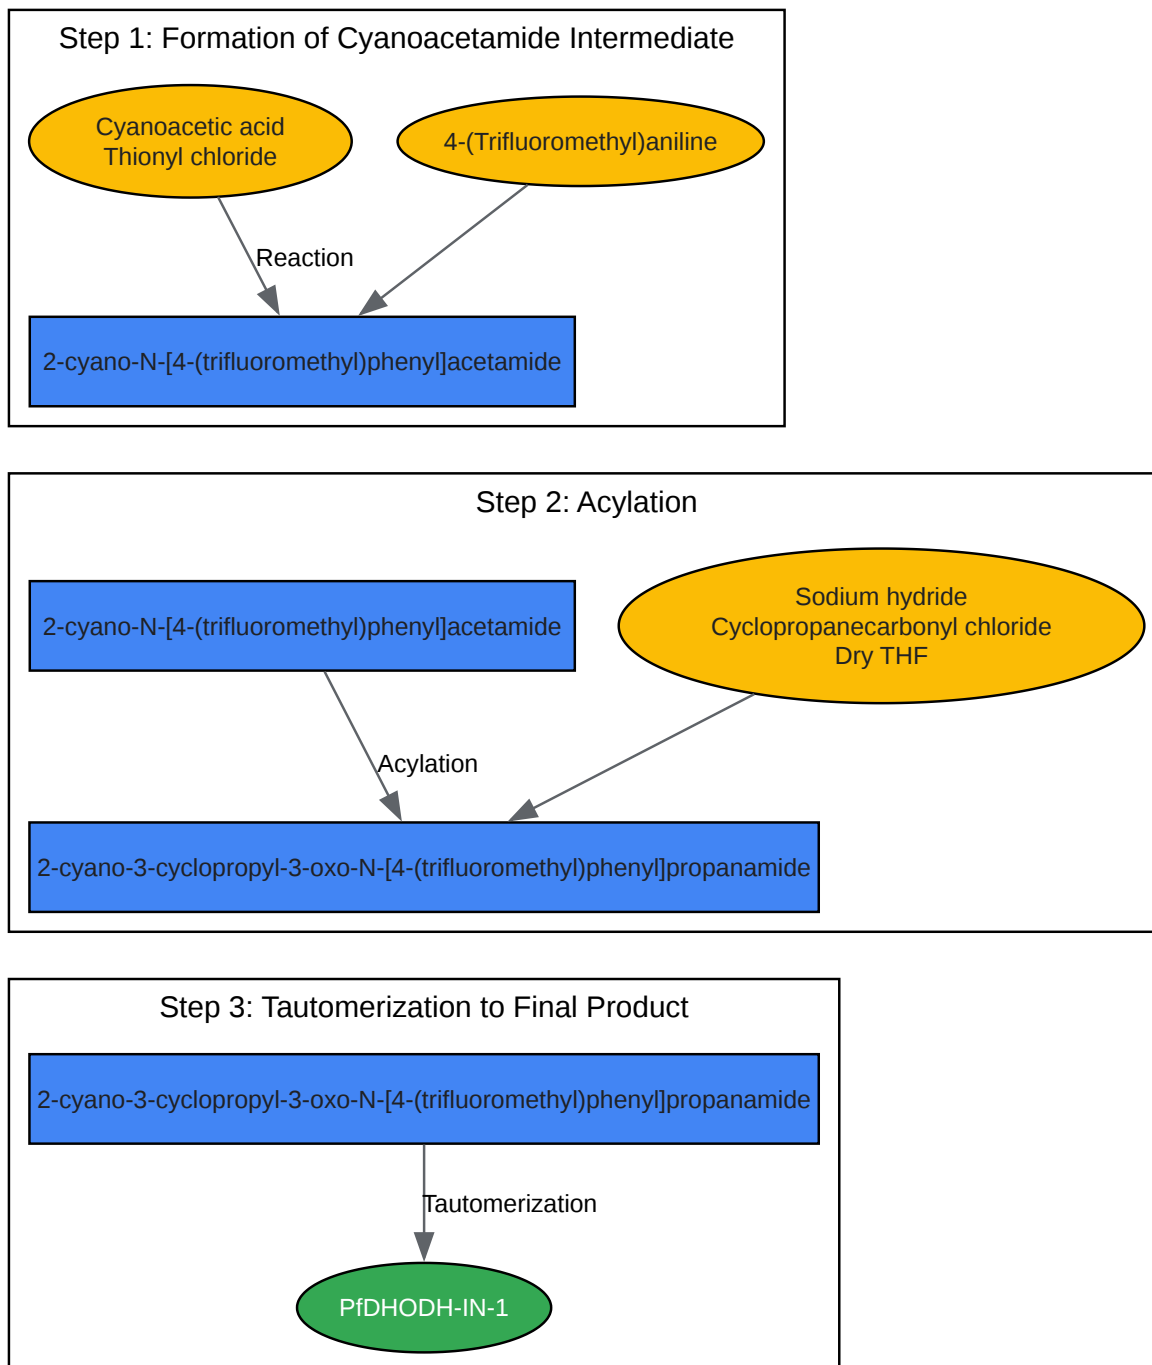 Step 1: Formation of Cyanoacetamide Intermediate
Cyanoacetic acid
Thionyl chloride
4-(Trifluoromethyl)aniline
Reaction
2-cyano-N-[4-(trifluoromethyl)phenyl]acetamide
Step 2: Acylation
2-cyano-N-[4-(trifluoromethyl)phenyl]acetamide
Sodium hydride
Cyclopropanecarbonyl chloride
Dry THF
Acylation
2-cyano-3-cyclopropyl-3-oxo-N-[4-(trifluoromethyl)phenyl]propanamide
Step 3: Tautomerization to Final Product
2-cyano-3-cyclopropyl-3-oxo-N-[4-(trifluoromethyl)phenyl]propanamide
Tautomerization
PfDHODH-IN-1